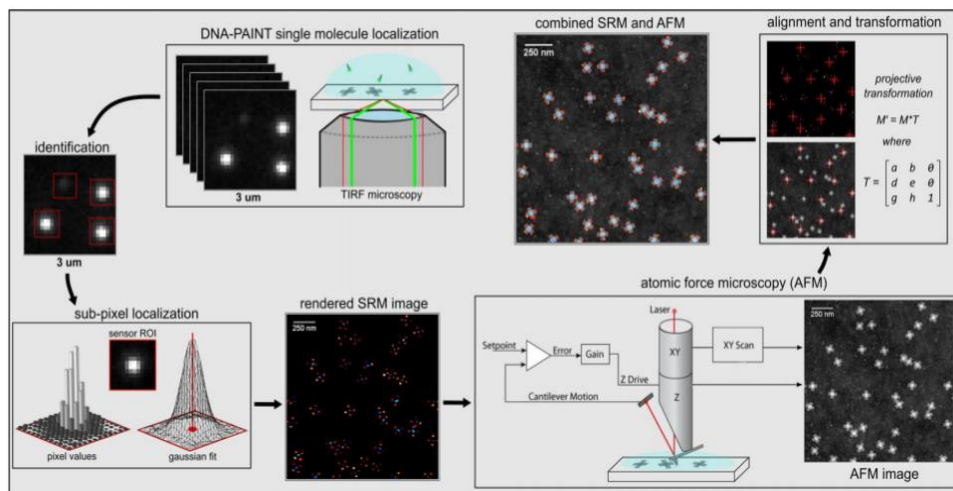 DNA-PAINT single molecule localization
3 um
TIRF microscopy
identification
3 um
sub-pixel localization
sensor ROI
pixel values
gaussian fit
rendered SRM image
250 nm
atomic force microscopy (AFM)
Laser
Setpoint
Error
Gain
XY
XY Scan
Z Drive
Z
Cantilever Motion
250 nm
AFM image
alignment and transformation
projective
transformation
M' = M*T
where
T = [a b 0
d e 0
g h 1]
combined SRM and AFM
250 nm